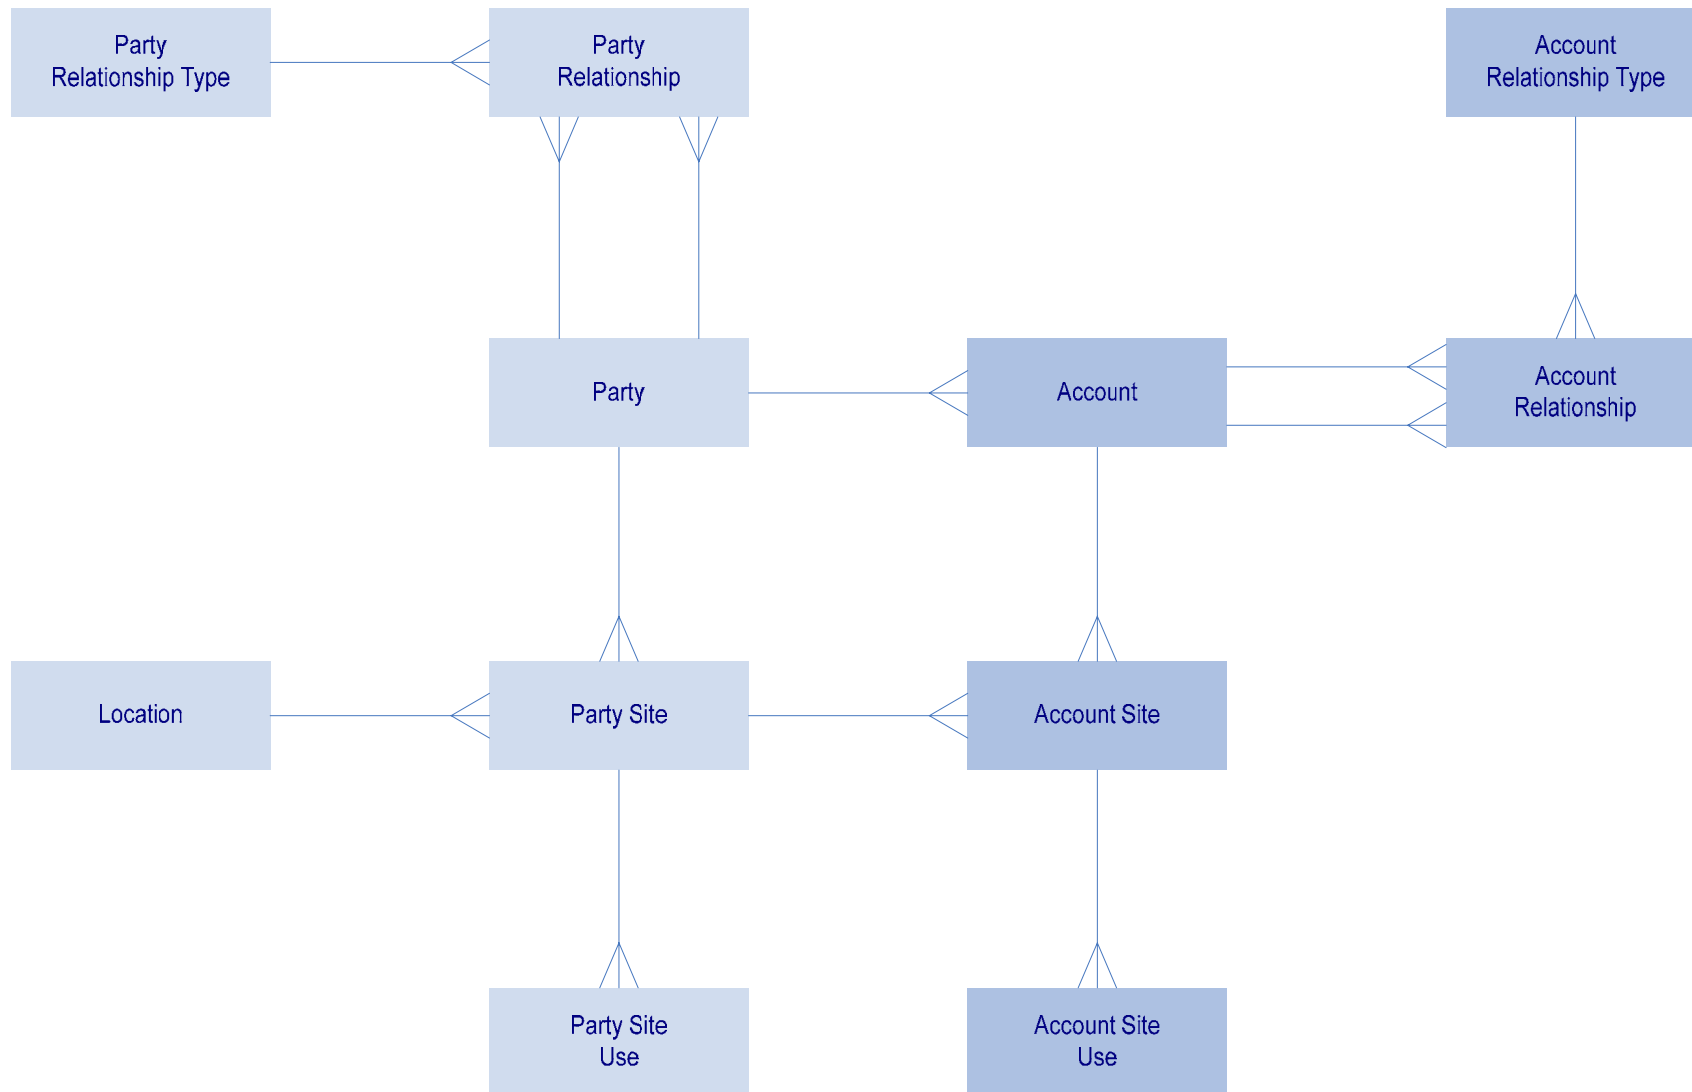 Party
Relationship Type
Party
Relationship
Account
Relationship Type
Party
Account
Account
Relationship
Location
Party Site
Account Site
Party Site
Use
Account Site
Use